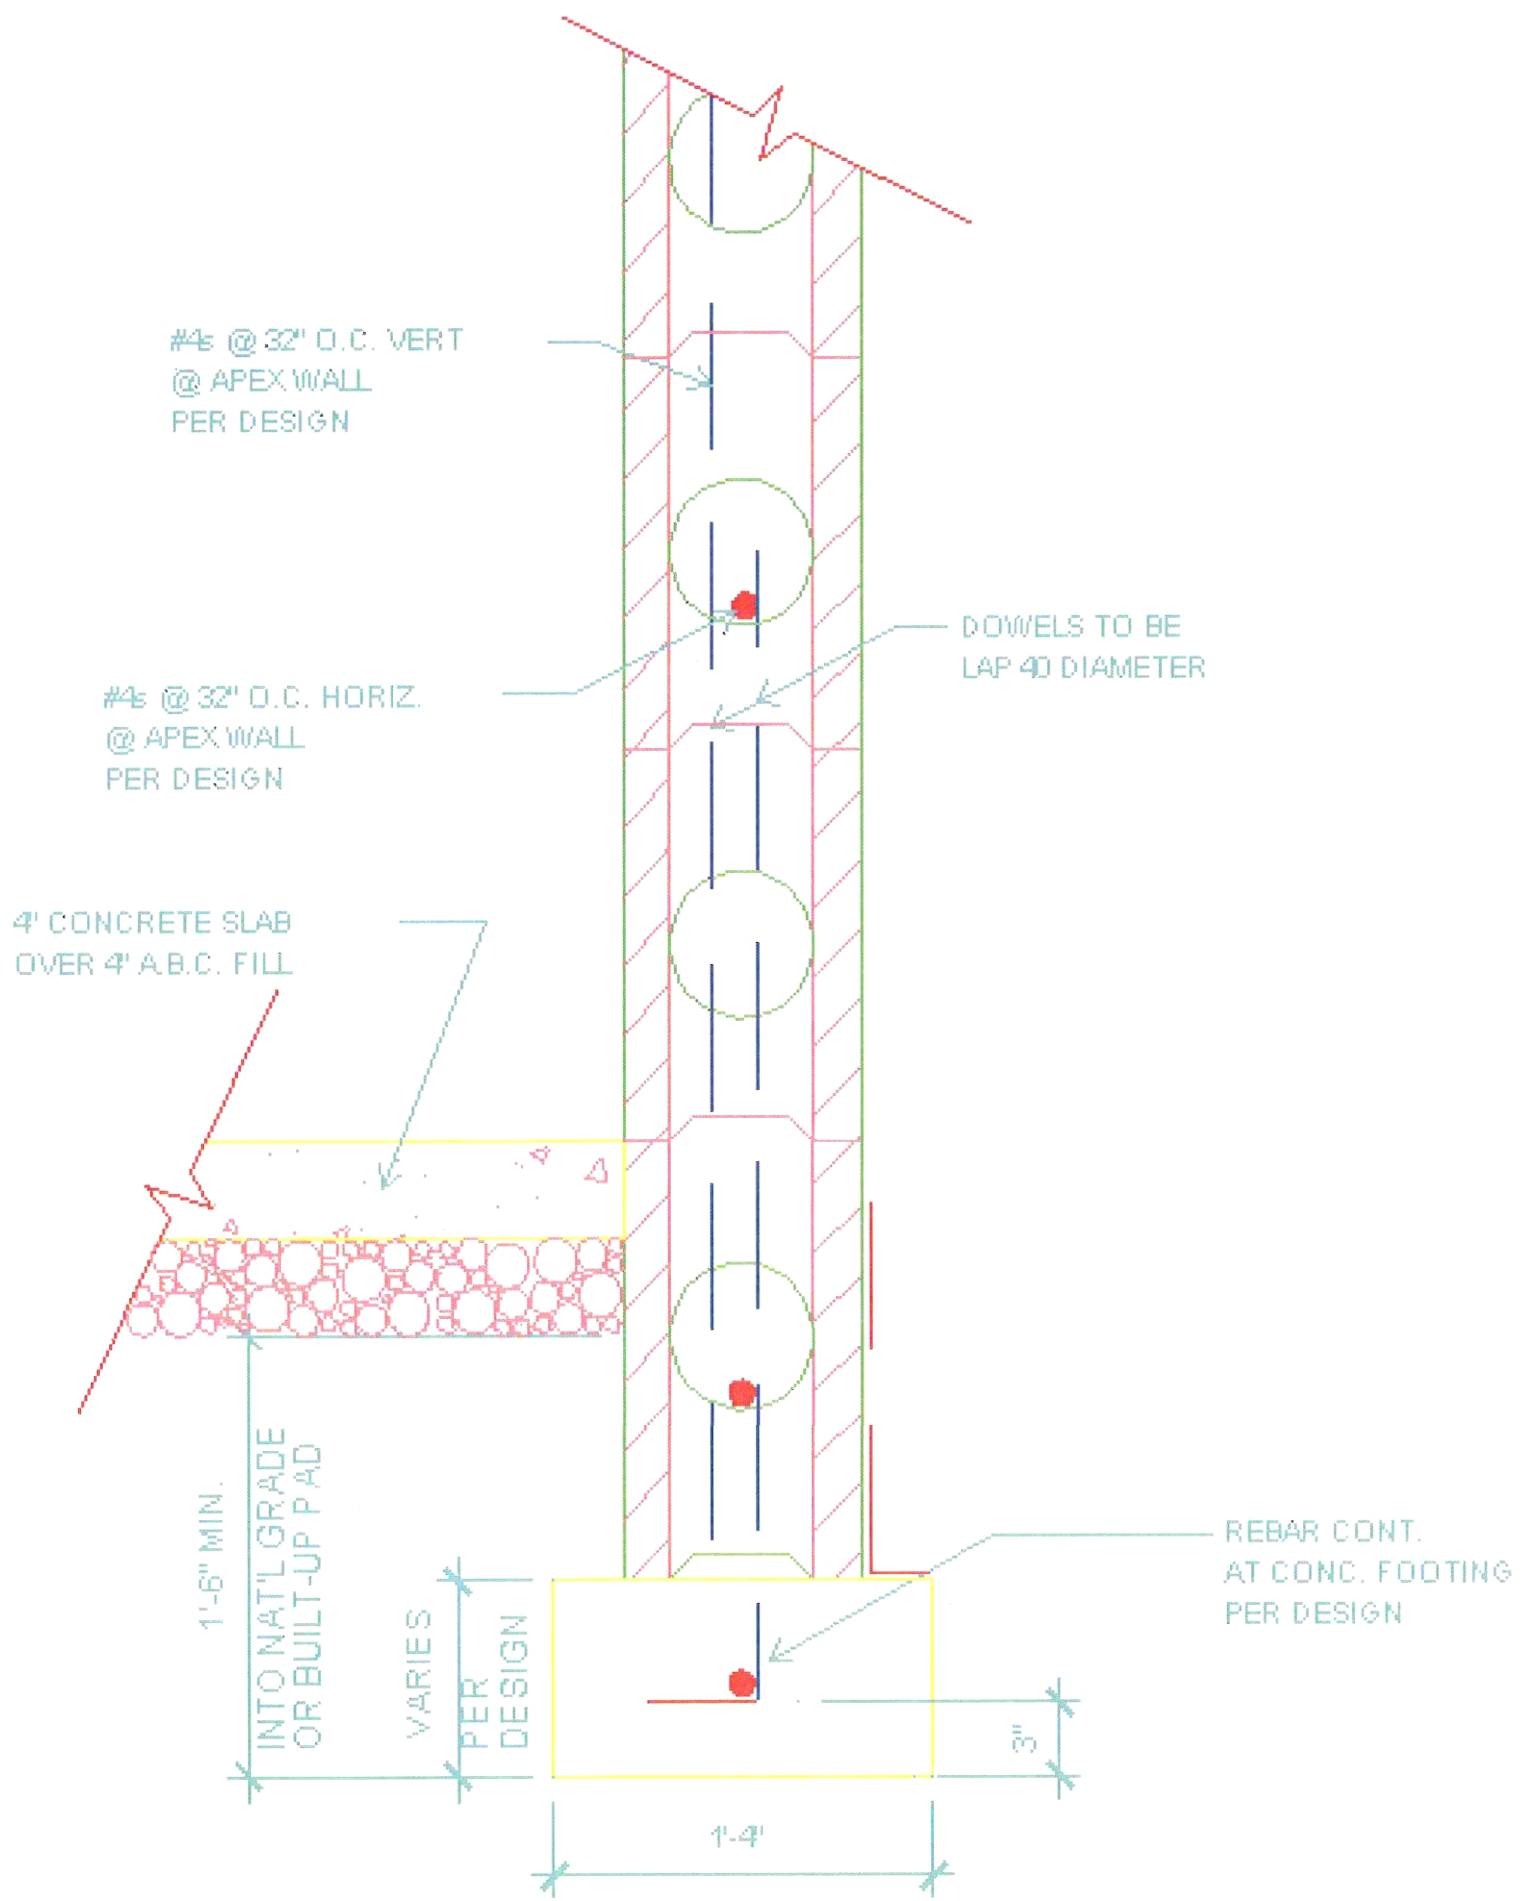 #4s @ 32" O.C. VERT
@ APEX WALL
PER DESIGN
DOWELS TO BE
LAP 40 DIAMETER
#4s @ 32" O.C. HORIZ.
@ APEX WALL
PER DESIGN
4" CONCRETE SLAB
OVER 4" A.B.C. FILL
1'-6" MIN.
INTO NAT'L GRADE
OR BUILT-UP PAD
VARIES
PER
DESIGN
REBAR CONT.
AT CONC. FOOTING
PER DESIGN
3"
1'-4"